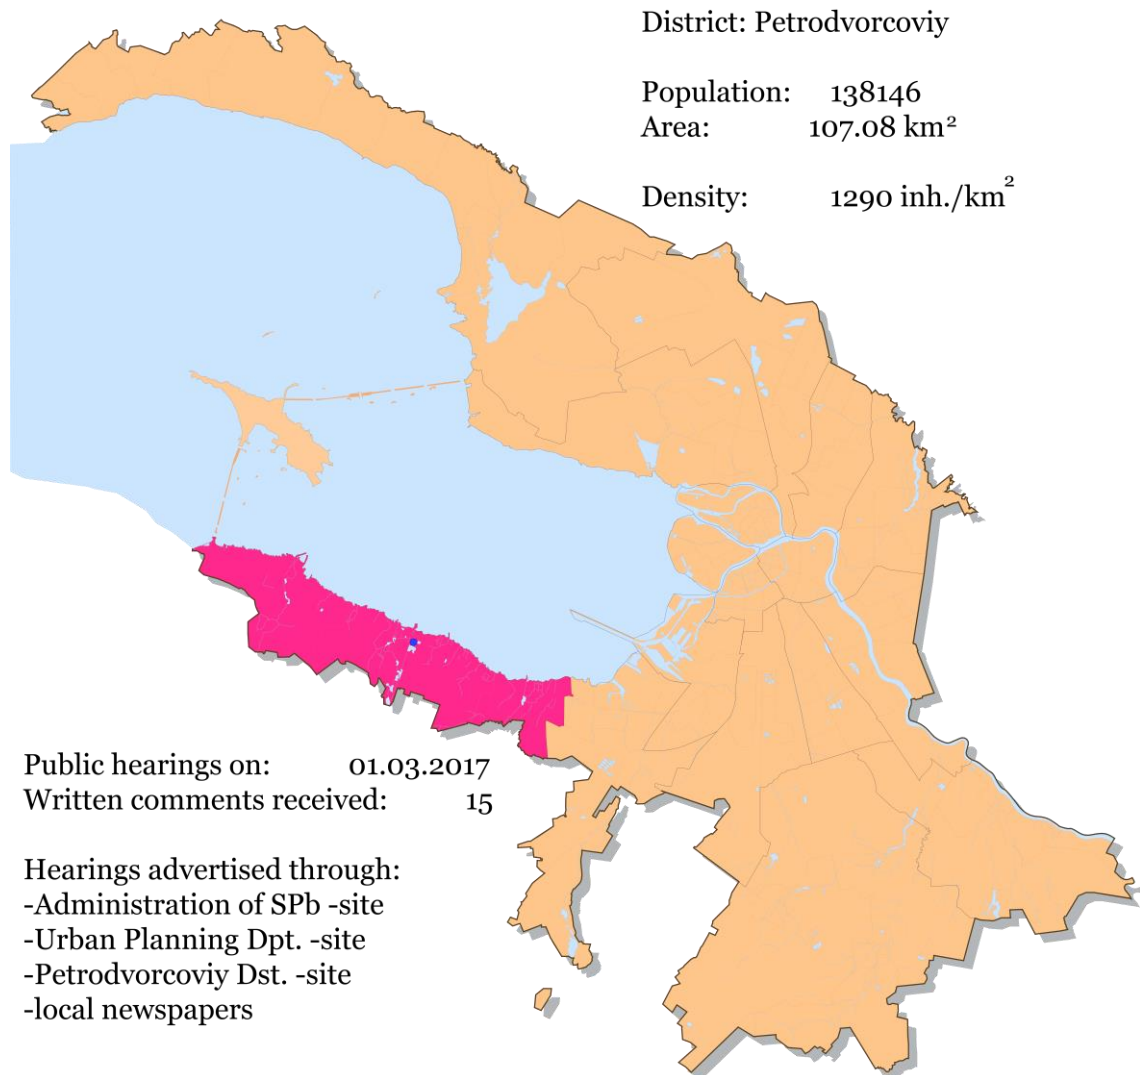 District: Petrodvorcoviy
Population: 138146
Area: 107.08 km²
Density: 1290 inh./km²
Public hearings on: 01.03.2017
Written comments received: 15
Hearings advertised through:
-Administration of SPb -site
-Urban Planning Dpt. -site
-Petrodvorcoviy Dst. -site
-local newspapers